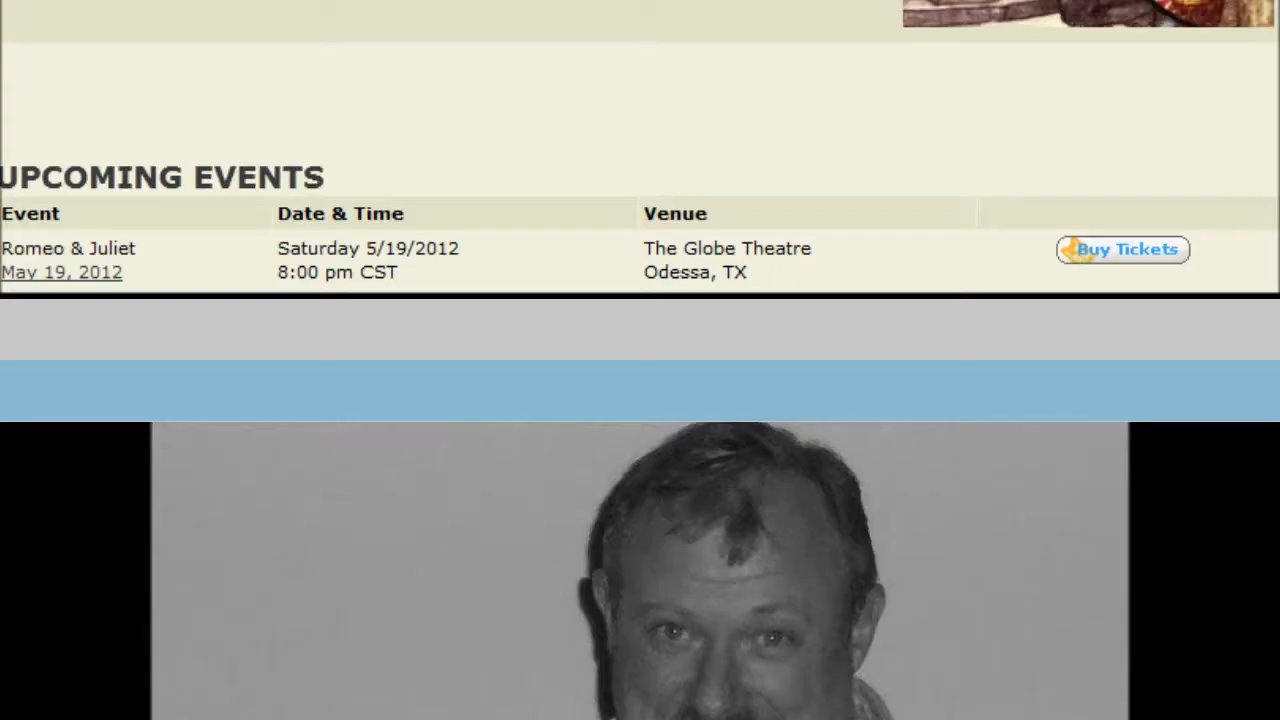 UPCOMING EVENTS
Event Date & Time Venue
Romeo & Juliet Saturday 5/19/2012 The Globe Theatre Buy Tickets
May 19, 2012 8:00 pm CST Odessa, TX